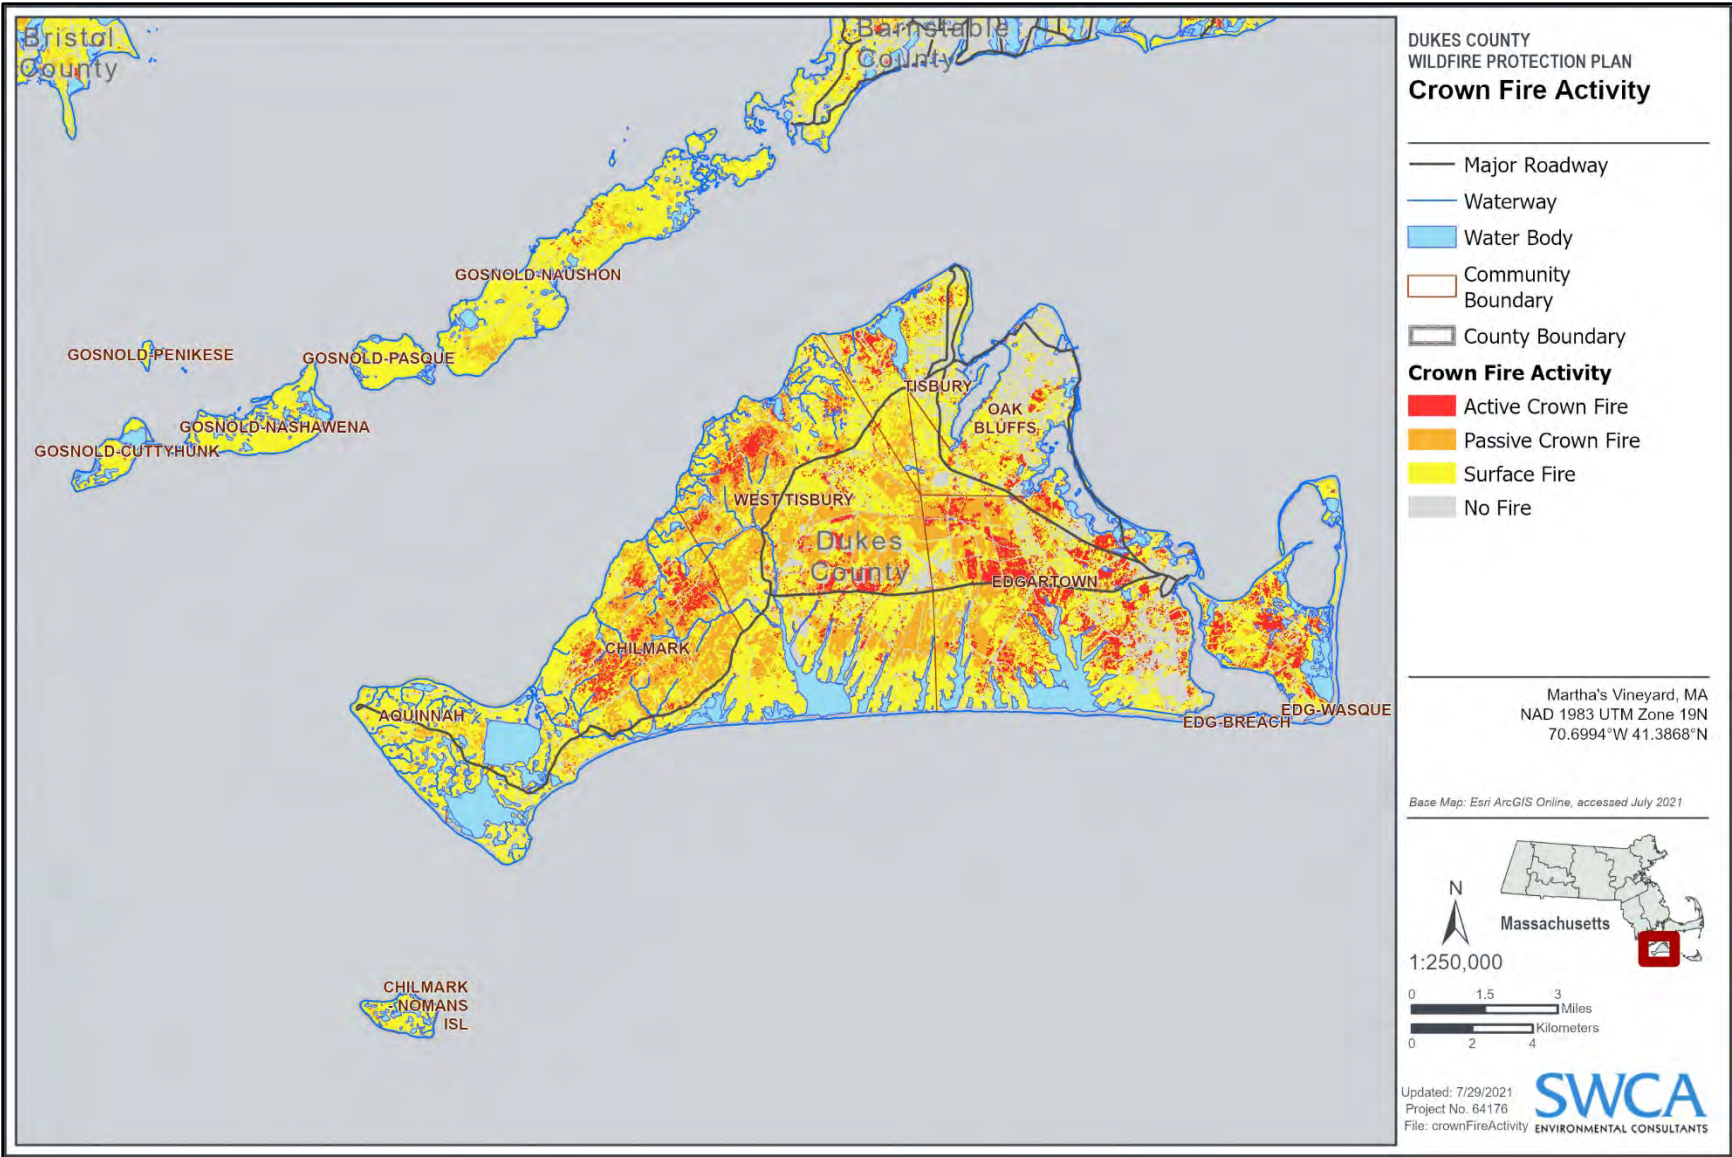 Bristol
County
Barnstable
County
GOSNOLD-NAUSHON
GOSNOLD-PENIKESE
GOSNOLD-PASQUE
GOSNOLD-NASHAWENA
GOSNOLD-CUTTYHUNK
TISBURY
OAK
BLUFFS
WEST TISBURY
Dukes
County
EDGARTOWN
CHILMARK
AQUINNAH
EDG-WASQUE
EDG-BREACH
CHILMARK
- NOMANS
ISL
DUKES COUNTY
WILDFIRE PROTECTION PLAN
Crown Fire Activity
Major Roadway
Waterway
Water Body
Community
Boundary
County Boundary
Crown Fire Activity
Active Crown Fire
Passive Crown Fire
Surface Fire
No Fire
Martha's Vineyard, MA
NAD 1983 UTM Zone 19N
70.6994°W 41.3868°N
Base Map: Esri ArcGIS Online, accessed July 2021
Massachusetts
N
1:250,000
0 1.5 3
Miles
Kilometers
0 2 4
Updated: 7/29/2021
Project No. 64176
File: crownFireActivity
SWCA
ENVIRONMENTAL CONSULTANTS